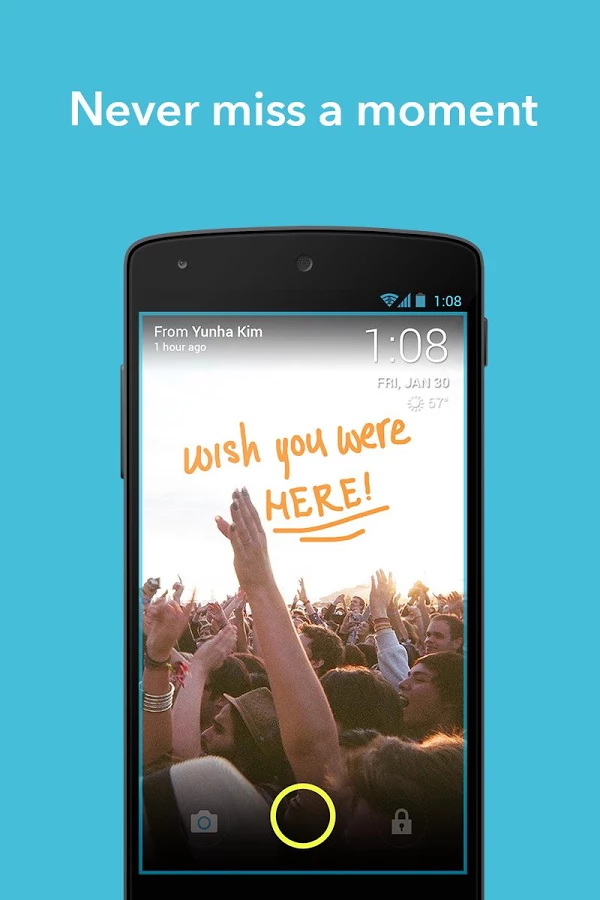 Never miss a moment
1:08
From Yunha Kim
1 hour ago
1:08
FRI, JAN 30
67°
wish you were
HERE!